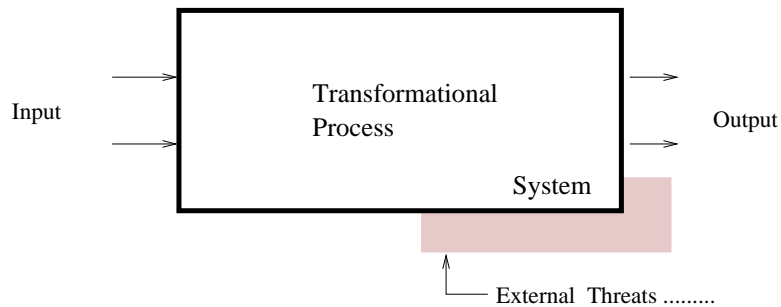 Transformational
Process
Input
Output
System
External Threats .........